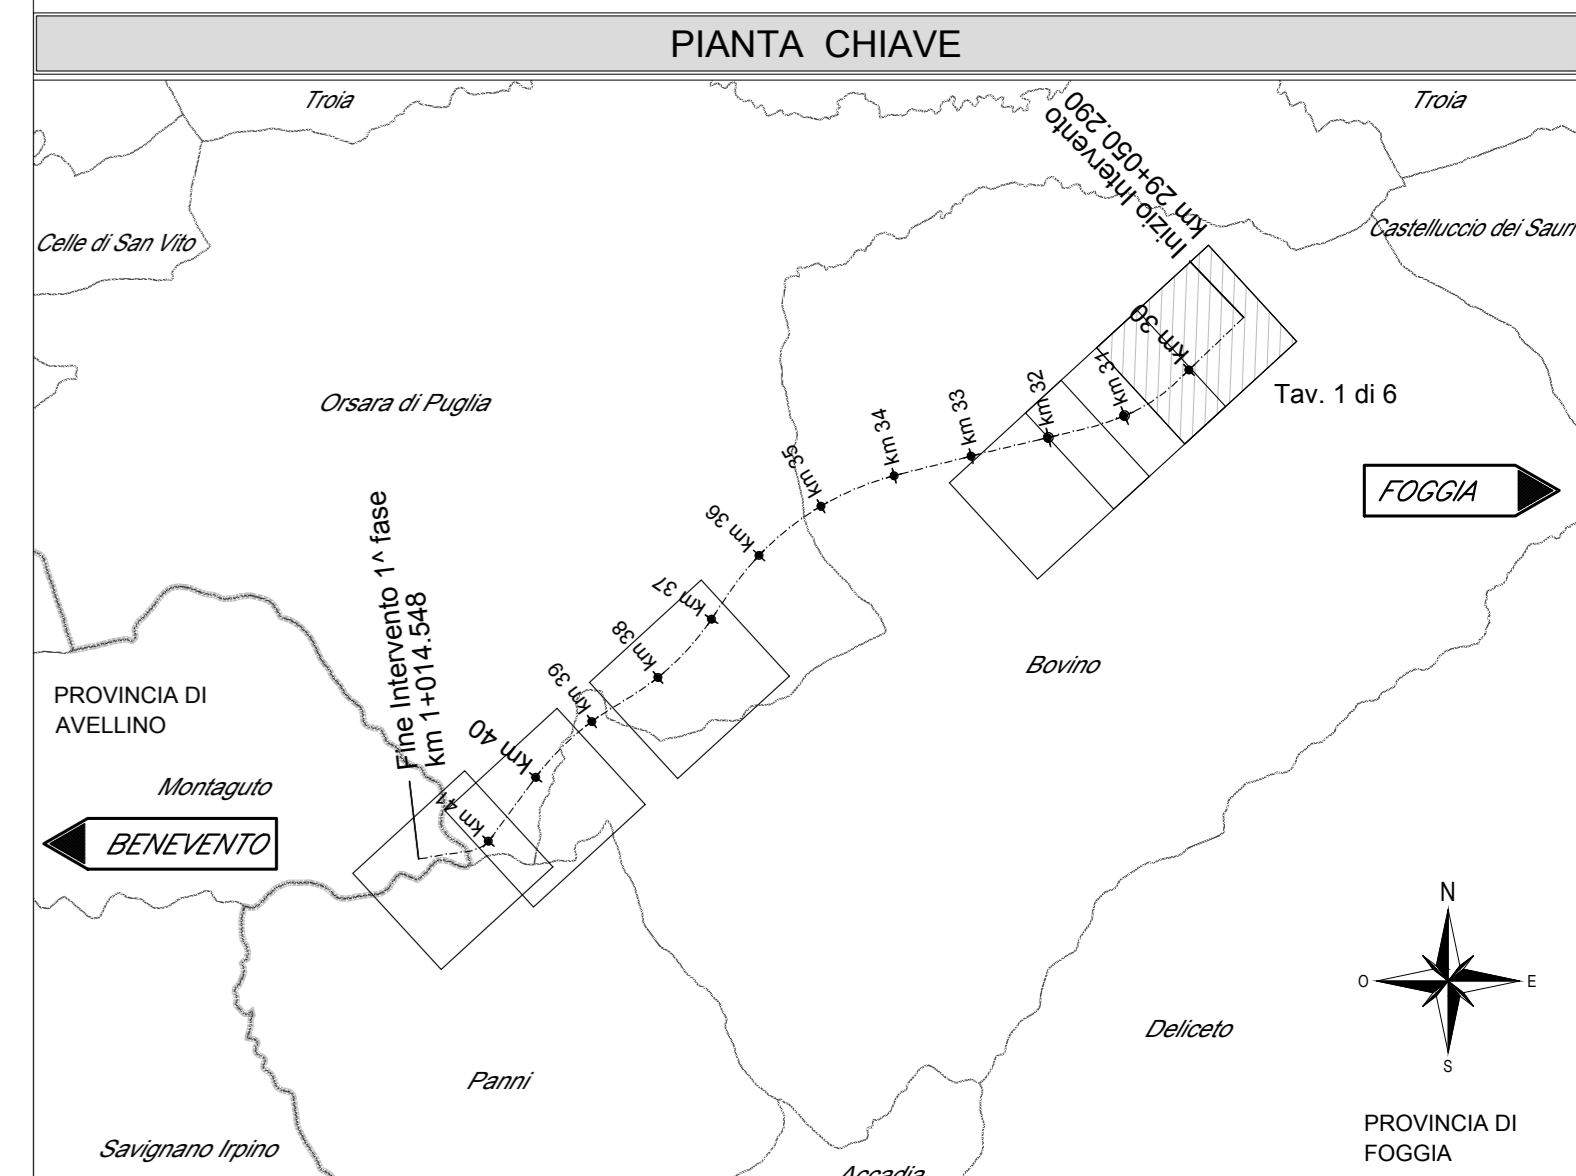 PIANTA CHIAVE
Troia
Troia
Inizio Intervento
km 29+050.290
Celle di San Vito
Castelluccio dei Saur
km 30
km 31
km 32
km 33
km 34
km 35
km 36
km 37
km 38
km 39
km 40
km 41
Tav. 1 di 6
Orsara di Puglia
FOGGIA
Fine Intervento 1^ fase
km 1+014.548
Bovino
PROVINCIA DI
AVELLINO
Montaguto
BENEVENTO
N
O
E
S
Deliceto
Panni
PROVINCIA DI
FOGGIA
Savignano Irpino
Accadia